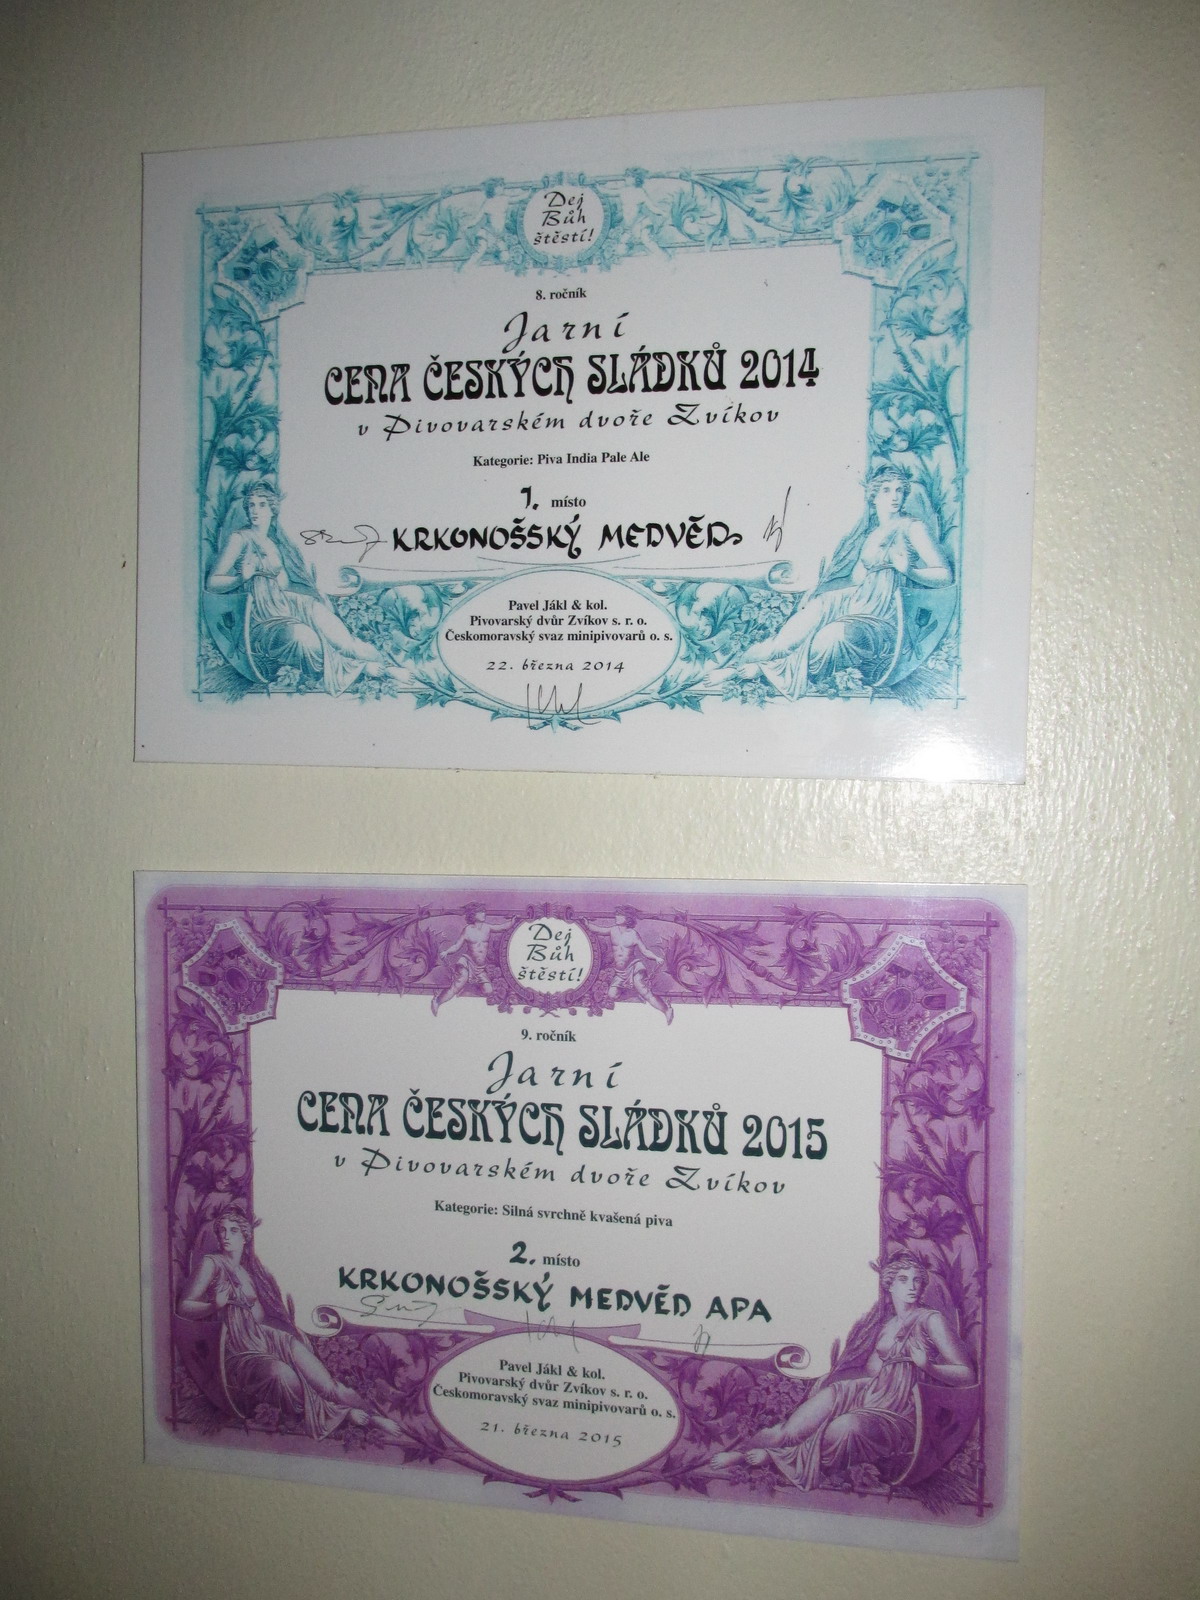 Dej
Bůh
štěstí!
8. ročník
Jarní
CENA ČESKÝCH SLÁDKŮ 2014
v Pivovarském dvoře Zvíkov
Kategorie: Piva India Pale Ale
1. místo
KRKONOŠSKÝ MEDVĚD
Pavel Jákl & kol.
Pivovarský dvůr Zvíkov s. r. o.
Českomoravský svaz minipivovarů o. s.
22. března 2014
Dej
Bůh
štěstí!
9. ročník
Jarní
CENA ČESKÝCH SLÁDKŮ 2015
v Pivovarském dvoře Zvíkov
Kategorie: Silná svrchně kvašená piva
2. místo
KRKONOŠSKÝ MEDVĚD APA
Pavel Jákl & kol.
Pivovarský dvůr Zvíkov s. r. o.
Českomoravský svaz minipivovarů o. s.
21. března 2015